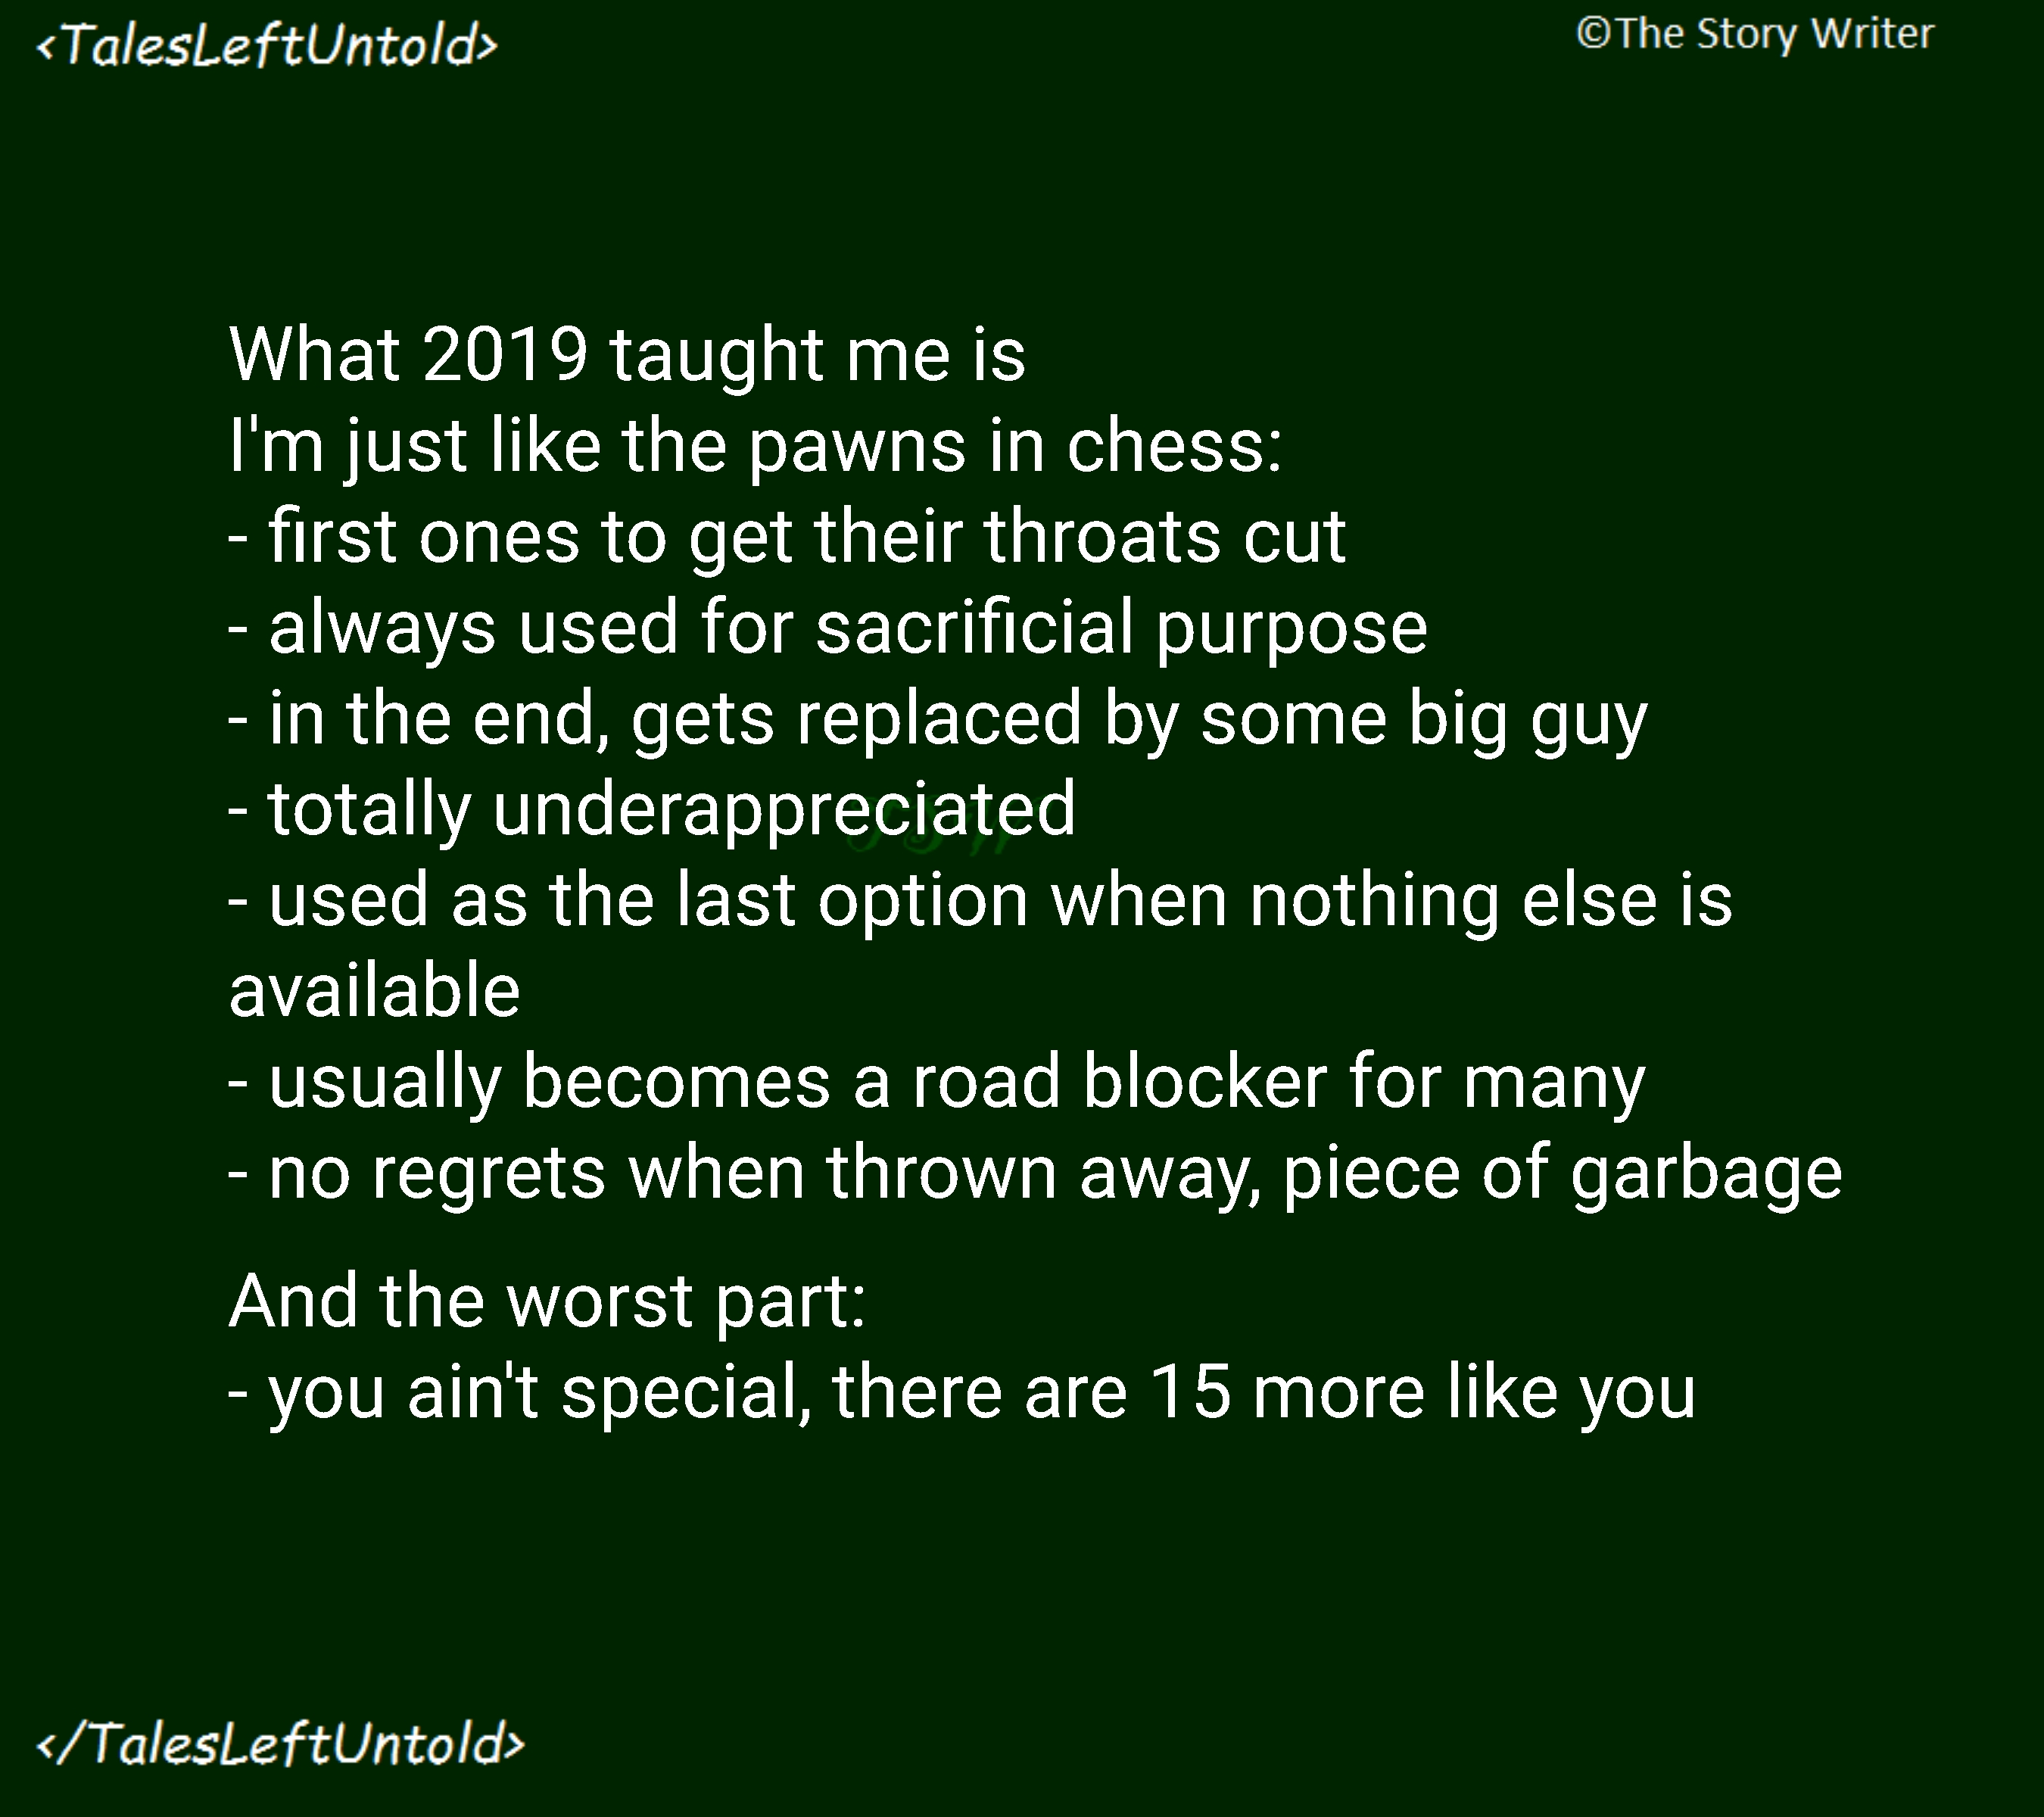 <TalesLeftUntold>
©The Story Writer
What 2019 taught me is
I'm just like the pawns in chess:
- first ones to get their throats cut
- always used for sacrificial purpose
- in the end, gets replaced by some big guy
- totally underappreciated
TSW
- used as the last option when nothing else is
available
- usually becomes a road blocker for many
- no regrets when thrown away, piece of garbage
And the worst part:
- you ain't special, there are 15 more like you
</TalesLeftUntold>